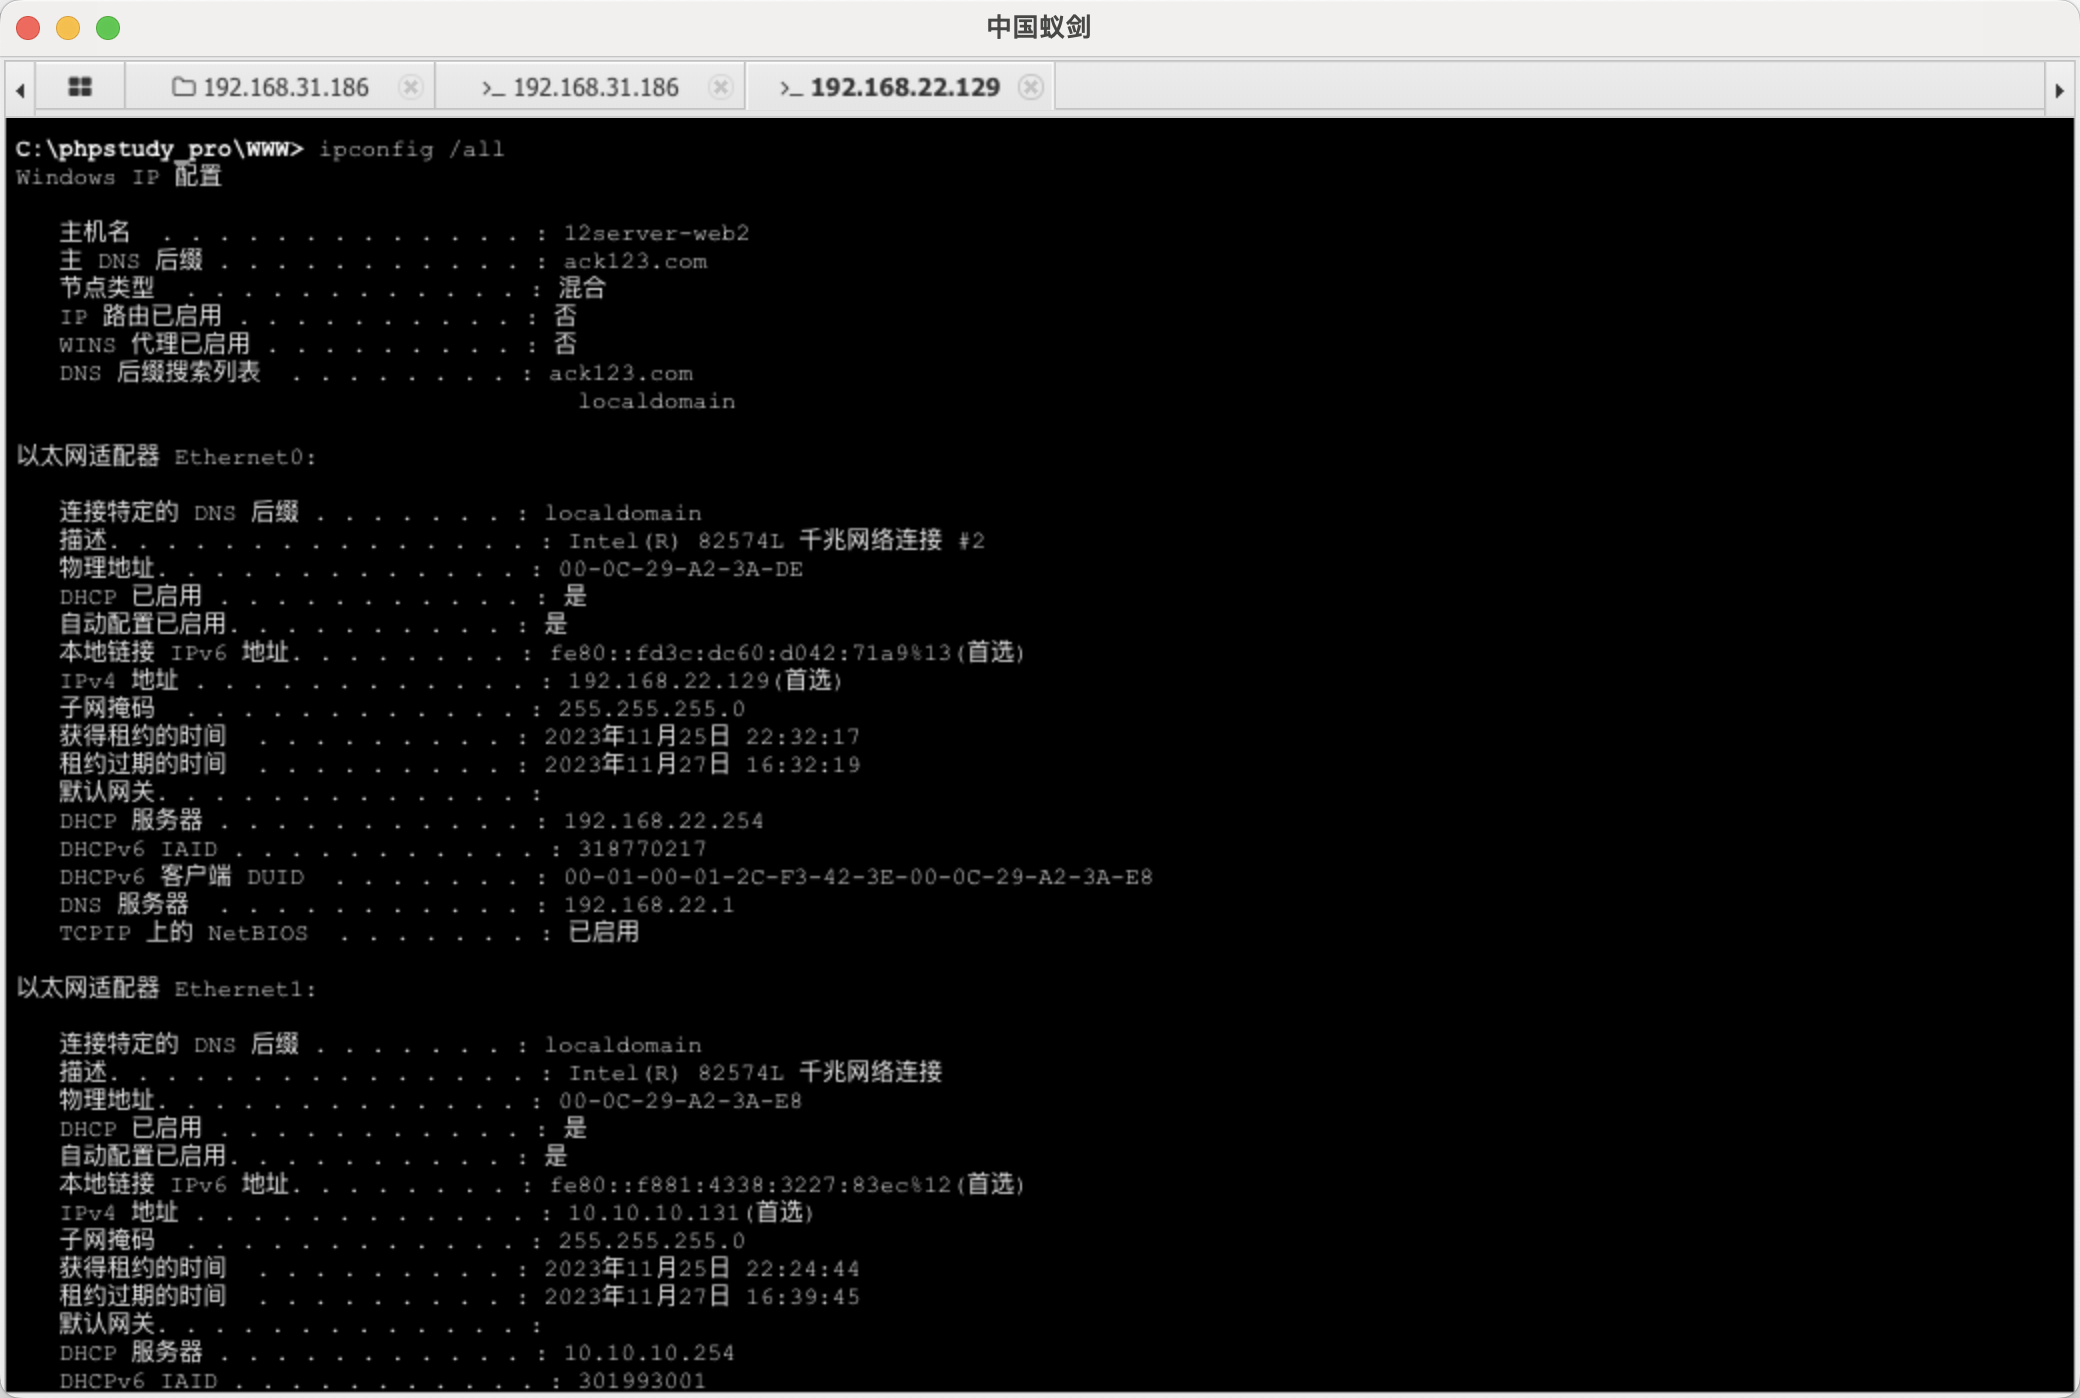 中国蚁剑
192.168.31.186
>_ 192.168.31.186
>_ 192.168.22.129
C:\phpstudy_pro\WWW> ipconfig /all
Windows IP 配置
主机名 . . . . . . . . . . . . . : 12server-web2
主 DNS 后缀 . . . . . . . . . . . . : ack123.com
节点类型 . . . . . . . . . . . . : 混合
IP 路由已启用 . . . . . . . . . . : 否
WINS 代理已启用 . . . . . . . . . : 否
DNS 后缀搜索列表 . . . . . . . . : ack123.com
localdomain
以太网适配器 Ethernet0:
连接特定的 DNS 后缀 . . . . . . . : localdomain
描述. . . . . . . . . . . . . . . : Intel(R) 82574L 千兆网络连接 #2
物理地址. . . . . . . . . . . . . : 00-0C-29-A2-3A-DE
DHCP 已启用 . . . . . . . . . . . : 是
自动配置已启用. . . . . . . . . . : 是
本地链接 IPv6 地址. . . . . . . . : fe80::fd3c:dc60:d042:71a9%13(首选)
IPv4 地址 . . . . . . . . . . . . : 192.168.22.129(首选)
子网掩码 . . . . . . . . . . . . : 255.255.255.0
获得租约的时间 . . . . . . . . . : 2023年11月25日 22:32:17
租约过期的时间 . . . . . . . . . : 2023年11月27日 16:32:19
默认网关. . . . . . . . . . . . . :
DHCP 服务器 . . . . . . . . . . . : 192.168.22.254
DHCPv6 IAID . . . . . . . . . . . : 318770217
DHCPv6 客户端 DUID . . . . . . . : 00-01-00-01-2C-F3-42-3E-00-0C-29-A2-3A-E8
DNS 服务器 . . . . . . . . . . . : 192.168.22.1
TCPIP 上的 NetBIOS . . . . . . . : 已启用
以太网适配器 Ethernet1:
连接特定的 DNS 后缀 . . . . . . . : localdomain
描述. . . . . . . . . . . . . . . : Intel(R) 82574L 千兆网络连接
物理地址. . . . . . . . . . . . . : 00-0C-29-A2-3A-E8
DHCP 已启用 . . . . . . . . . . . : 是
自动配置已启用. . . . . . . . . . : 是
本地链接 IPv6 地址. . . . . . . . : fe80::f881:4338:3227:83ec%12(首选)
IPv4 地址 . . . . . . . . . . . . : 10.10.10.131(首选)
子网掩码 . . . . . . . . . . . . : 255.255.255.0
获得租约的时间 . . . . . . . . . : 2023年11月25日 22:24:44
租约过期的时间 . . . . . . . . . : 2023年11月27日 16:39:45
默认网关. . . . . . . . . . . . . :
DHCP 服务器 . . . . . . . . . . . : 10.10.10.254
DHCPv6 IAID . . . . . . . . . . . : 301993001